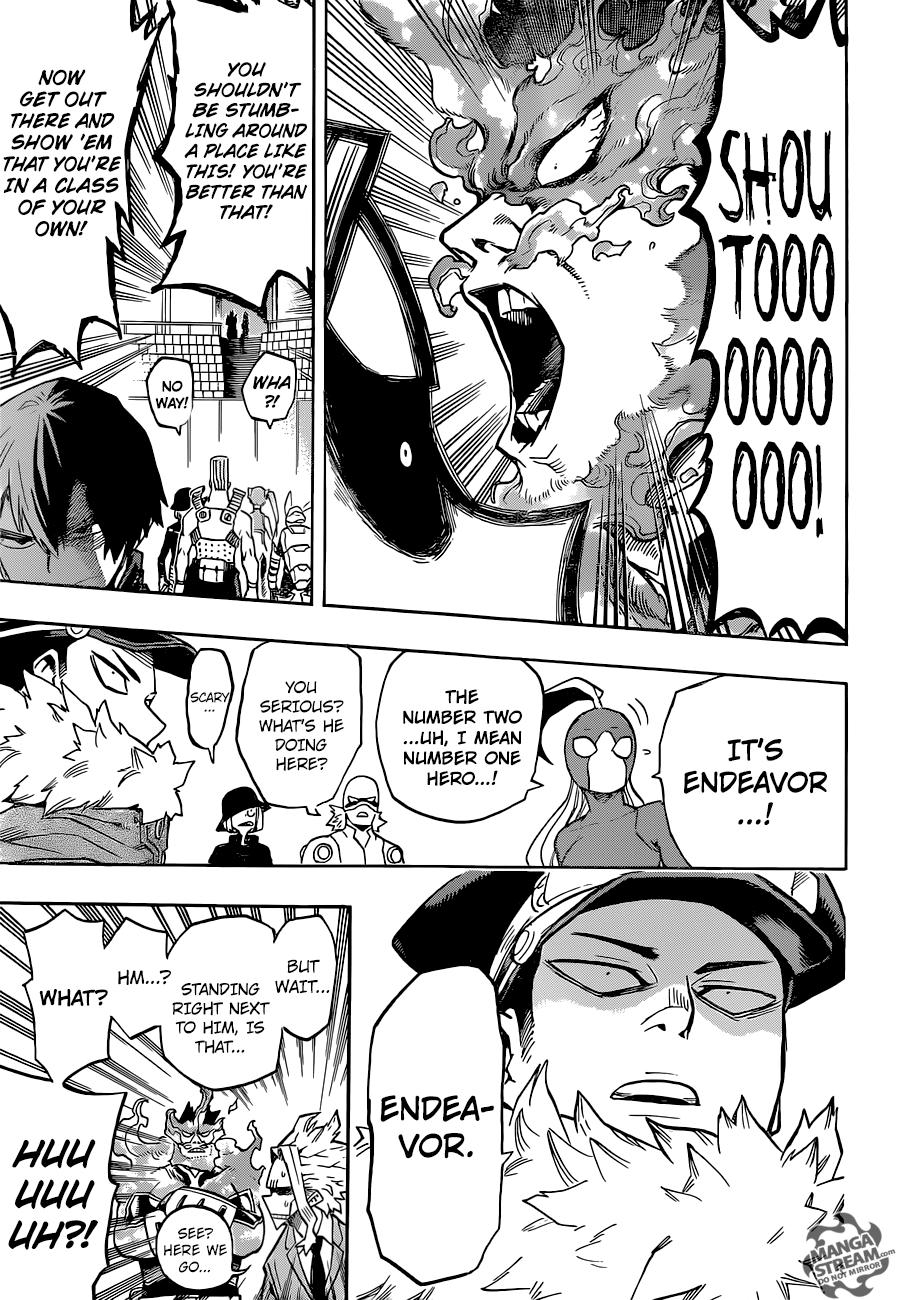 SHOU
TOOO
OOOO
OOO!
YOU
SHOULDN'T
BE STUMB-
LING AROUND
A PLACE LIKE
THIS! YOU'RE
BETTER THAN
THAT!
NOW
GET OUT
THERE AND
SHOW 'EM
THAT YOU'RE
IN A CLASS
OF YOUR
OWN!
WHA
?!
NO
WAY!
IT'S
ENDEAVOR
...!
THE
NUMBER TWO
...UH, I MEAN
NUMBER ONE
HERO...!
YOU
SERIOUS?
WHAT'S HE
DOING
HERE?
SCARY
...
ENDEA-
VOR.
BUT
WAIT...
STANDING
RIGHT NEXT
TO HIM, IS
THAT...
HM...?
WHAT?
SEE?
HERE WE
GO...
HUU
UUU
UH?!
MANGA
STREAM.com
DO NOT MIRROR!